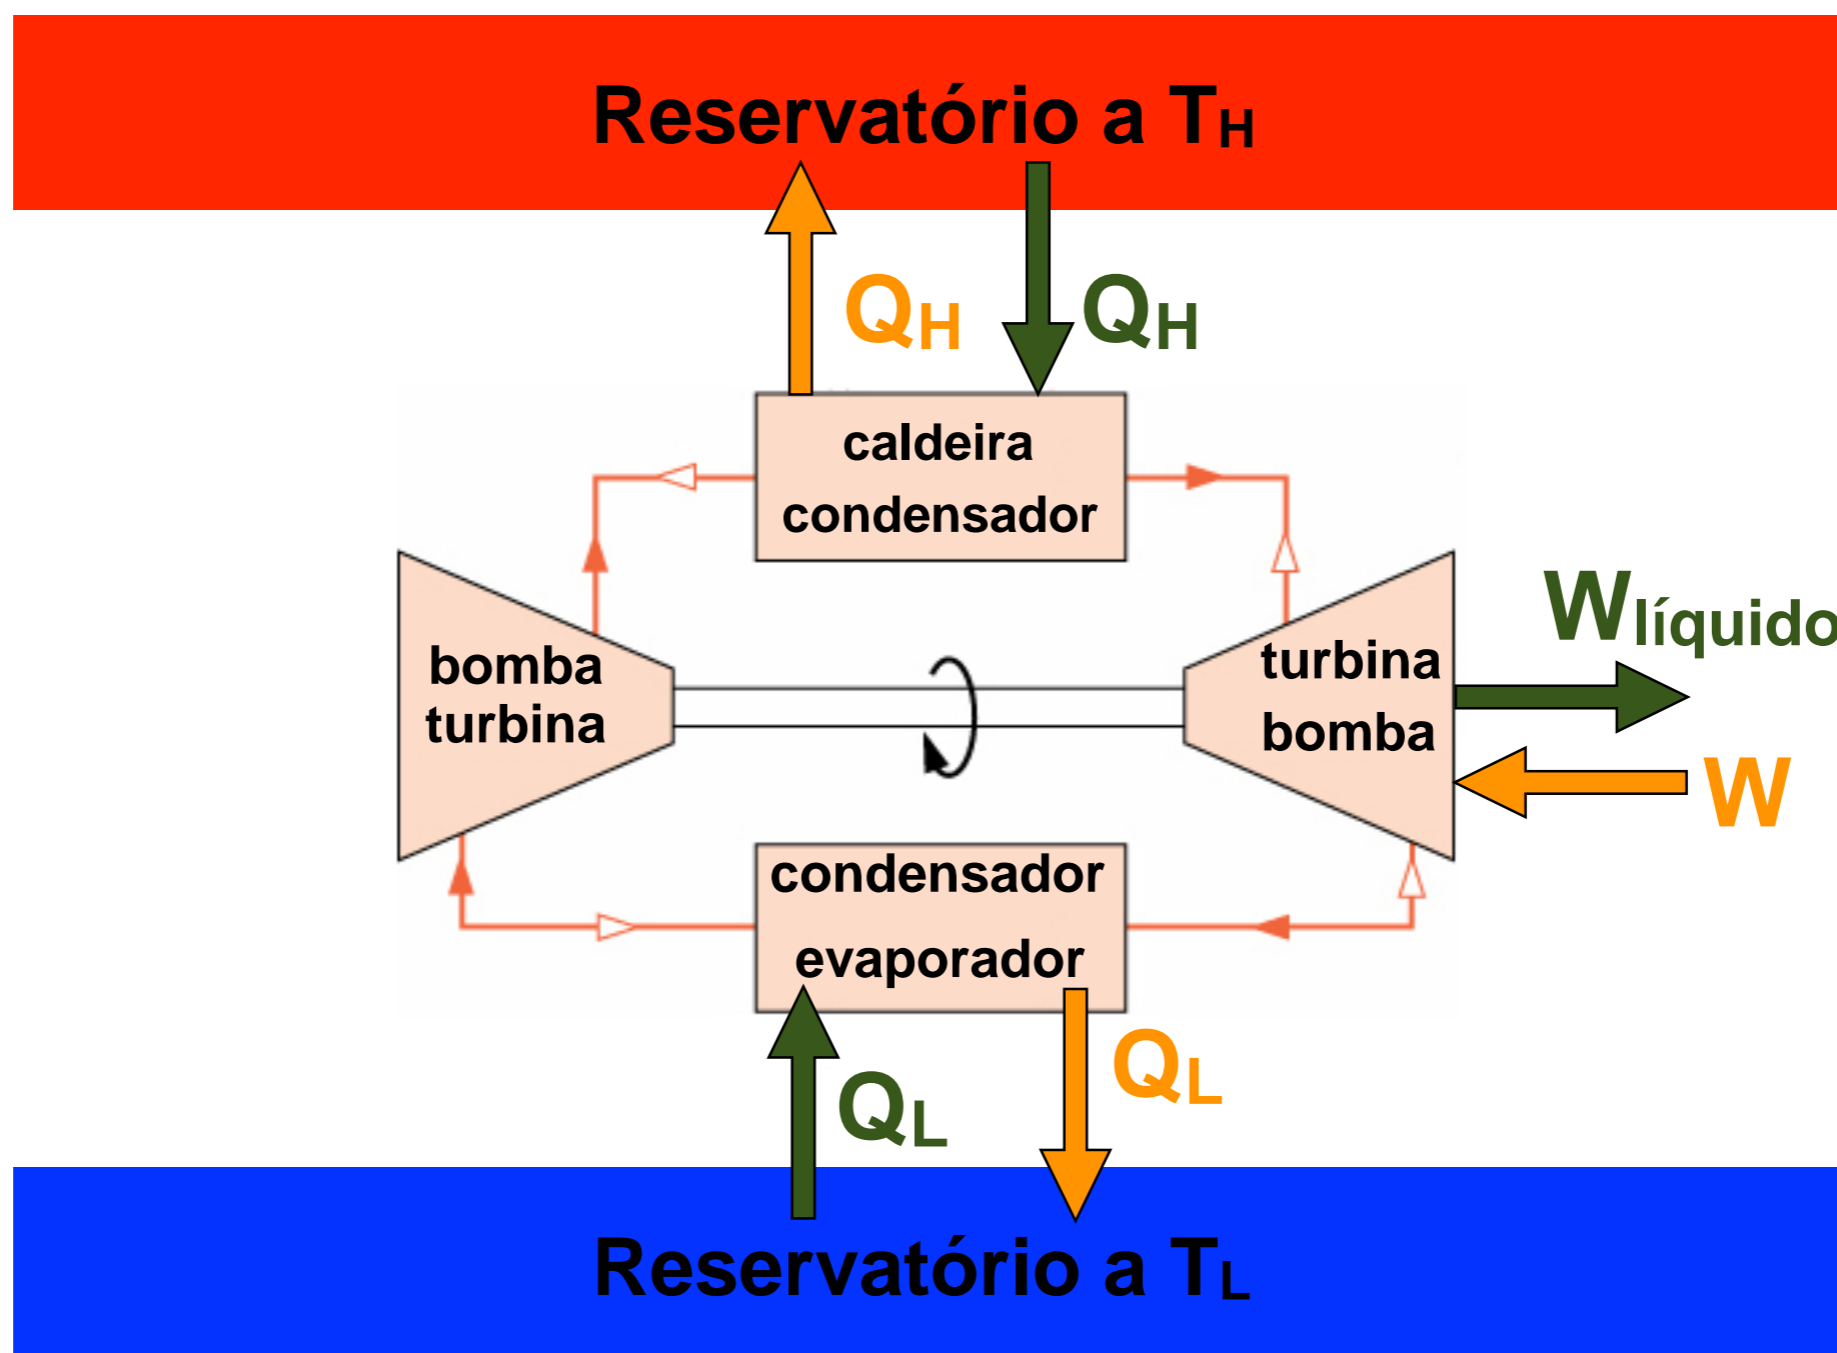 Reservatório a TH
QH
QH
caldeira
condensador
bomba
turbina
turbina
bomba
Wlíquido
W
condensador
evaporador
QL
QL
Reservatório a TL